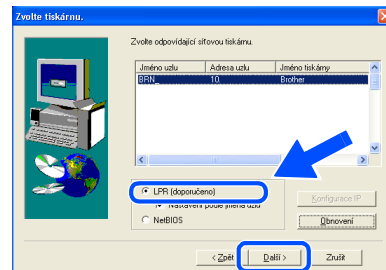 Zvolte tiskárnu.
Zvolte odpovídající síťovou tiskárnu.
Jméno uzlu Adresa uzlu Jméno tiskárny
BRN_ 10. Brother
LPR (doporučeno)
Nastavení podle jména uzlu
NetBIOS
Konfigurace IP
Obnovení
< Zpět Další > Zrušit